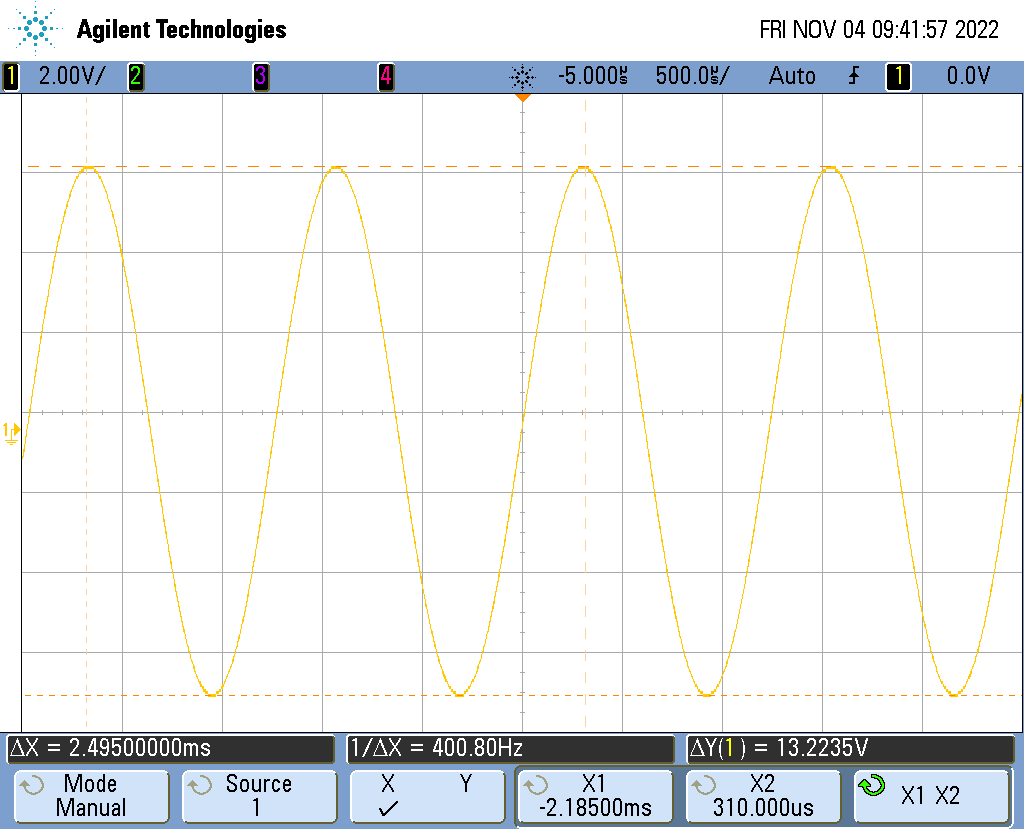 Agilent Technologies FRI NOV 04 09:41:57 2022
1 2.00V/ 2 3 4 -5.000µs 500.0µs/ Auto 1 0.0V
1
ΔX = 2.49500000ms 1/ΔX = 400.80Hz ΔY(1) = 13.2235V
Mode Source X Y X1 X2 X1 X2
Manual 1 ✓ -2.18500ms 310.000us